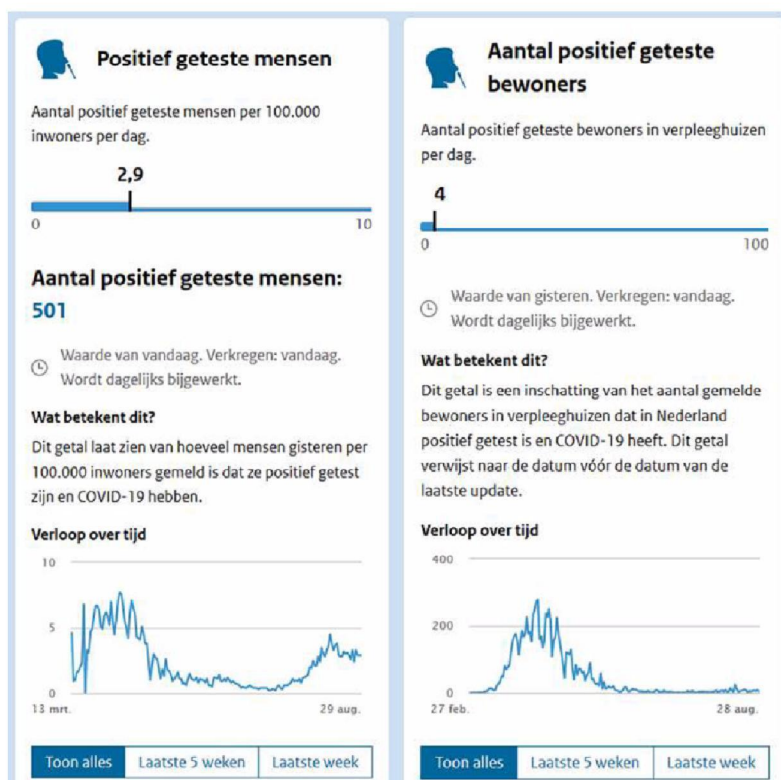 Positief geteste mensen
Aantal positief geteste mensen per 100.000
inwoners per dag.
2,9
0
10
Aantal positief geteste mensen:
501
Waarde van vandaag. Verkregen: vandaag.
Wordt dagelijks bijgewerkt.
Wat betekent dit?
Dit getal laat zien van hoeveel mensen gisteren per
100.000 inwoners gemeld is dat ze positief getest
zijn en COVID-19 hebben.
Verloop over tijd
10
5
0
13 mrt.
29 aug.
Toon alles
Laatste 5 weken
Laatste week
Aantal positief geteste
bewoners
Aantal positief geteste bewoners in verpleeghuizen
per dag.
4
0
100
Waarde van gisteren. Verkregen: vandaag.
Wordt dagelijks bijgewerkt.
Wat betekent dit?
Dit getal is een inschatting van het aantal gemelde
bewoners in verpleeghuizen dat in Nederland
positief getest is en COVID-19 heeft. Dit getal
verwijst naar de datum vóór de datum van de
laatste update.
Verloop over tijd
400
200
0
27 feb.
28 aug.
Toon alles
Laatste 5 weken
Laatste week